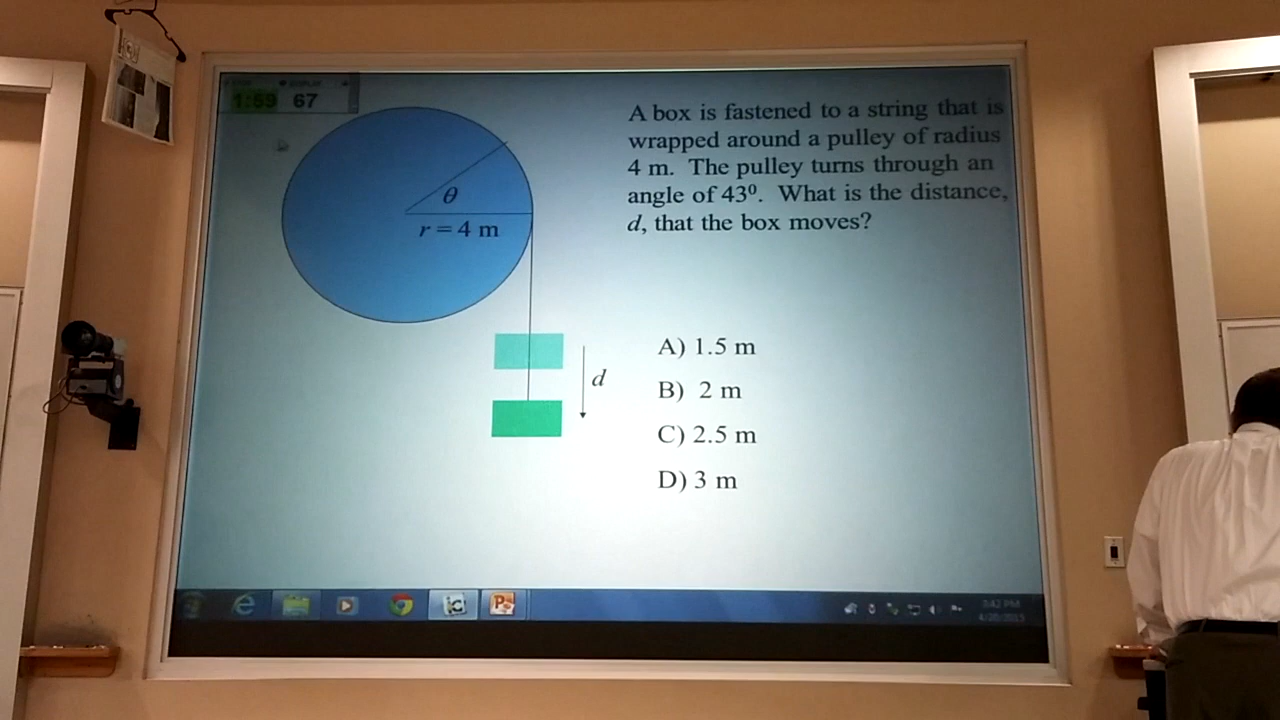 1:59 67
A box is fastened to a string that is
wrapped around a pulley of radius
4 m. The pulley turns through an
angle of 43⁰. What is the distance,
d, that the box moves?
θ
r = 4 m
d
A) 1.5 m
B) 2 m
C) 2.5 m
D) 3 m